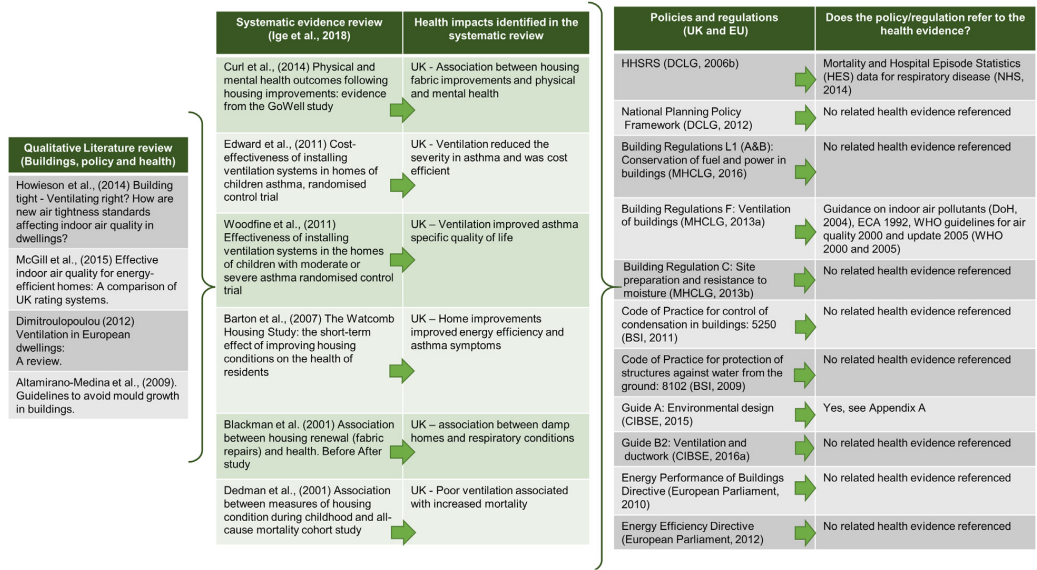 Qualitative Literature review
(Buildings, policy and health)
Howieson et al., (2014) Building
tight - Ventilating right? How are
new air tightness standards
affecting indoor air quality in
dwellings?
McGill et al., (2015) Effective
indoor air quality for energy-
efficient homes: A comparison of
UK rating systems.
Dimitroulopoulou (2012)
Ventilation in European
dwellings:
A review.
Altamirano-Medina et al., (2009).
Guidelines to avoid mould growth
in buildings.
Systematic evidence review
(Ige et al., 2018)
Health impacts identified in the
systematic review
Curl et al., (2014) Physical and
mental health outcomes following
housing improvements: evidence
from the GoWell study
UK - Association between housing
fabric improvements and physical
and mental health
Edward et al., (2011) Cost-
effectiveness of installing
ventilation systems in homes of
children asthma, randomised
control trial
UK - Ventilation reduced the
severity in asthma and was cost
efficient
Woodfine et al., (2011)
Effectiveness of installing
ventilation systems in the homes
of children with moderate or
severe asthma randomised control
trial
UK – Ventilation improved asthma
specific quality of life
Barton et al., (2007) The Watcomb
Housing Study: the short-term
effect of improving housing
conditions on the health of
residents
UK – Home improvements
improved energy efficiency and
asthma symptoms
Blackman et al. (2001) Association
between housing renewal (fabric
repairs) and health. Before After
study
UK – association between damp
homes and respiratory conditions
Dedman et al., (2001) Association
between measures of housing
condition during childhood and all-
cause mortality cohort study
UK - Poor ventilation associated
with increased mortality
Policies and regulations
(UK and EU)
Does the policy/regulation refer to the
health evidence?
HHSRS (DCLG, 2006b)
Mortality and Hospital Episode Statistics
(HES) data for respiratory disease (NHS,
2014)
National Planning Policy
Framework (DCLG, 2012)
No related health evidence referenced
Building Regulations L1 (A&B):
Conservation of fuel and power in
buildings (MHCLG, 2016)
No related health evidence referenced
Building Regulations F: Ventilation
of buildings (MHCLG, 2013a)
Guidance on indoor air pollutants (DoH,
2004), ECA 1992, WHO guidelines for air
quality 2000 and update 2005 (WHO
2000 and 2005)
Building Regulation C: Site
preparation and resistance to
moisture (MHCLG, 2013b)
No related health evidence referenced
Code of Practice for control of
condensation in buildings: 5250
(BSI, 2011)
No related health evidence referenced
Code of Practice for protection of
structures against water from the
ground: 8102 (BSI, 2009)
No related health evidence referenced
Guide A: Environmental design
(CIBSE, 2015)
Yes, see Appendix A
Guide B2: Ventilation and
ductwork (CIBSE, 2016a)
No related health evidence referenced
Energy Performance of Buildings
Directive (European Parliament,
2010)
No related health evidence referenced
Energy Efficiency Directive
(European Parliament, 2012)
No related health evidence referenced